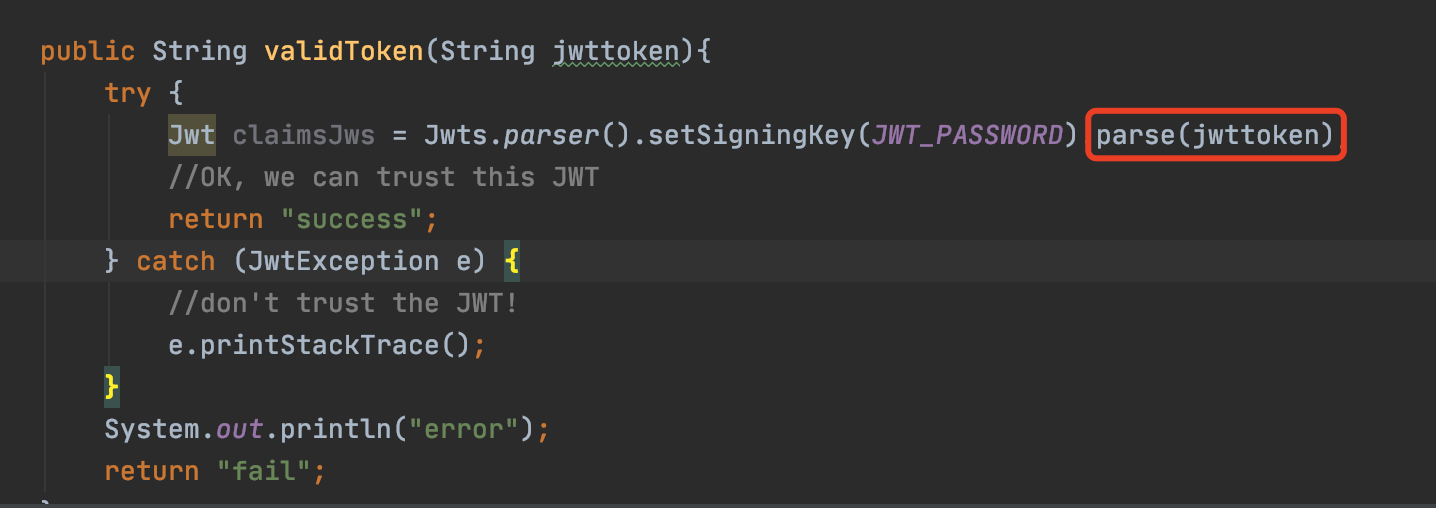 public String validToken(String jwttoken){
try {
Jwt claimsJws = Jwts.parser().setSigningKey(JWT_PASSWORD) parse(jwttoken)
//OK, we can trust this JWT
return "success";
} catch (JwtException e) {
//don't trust the JWT!
e.printStackTrace();
}
System.out.println("error");
return "fail";